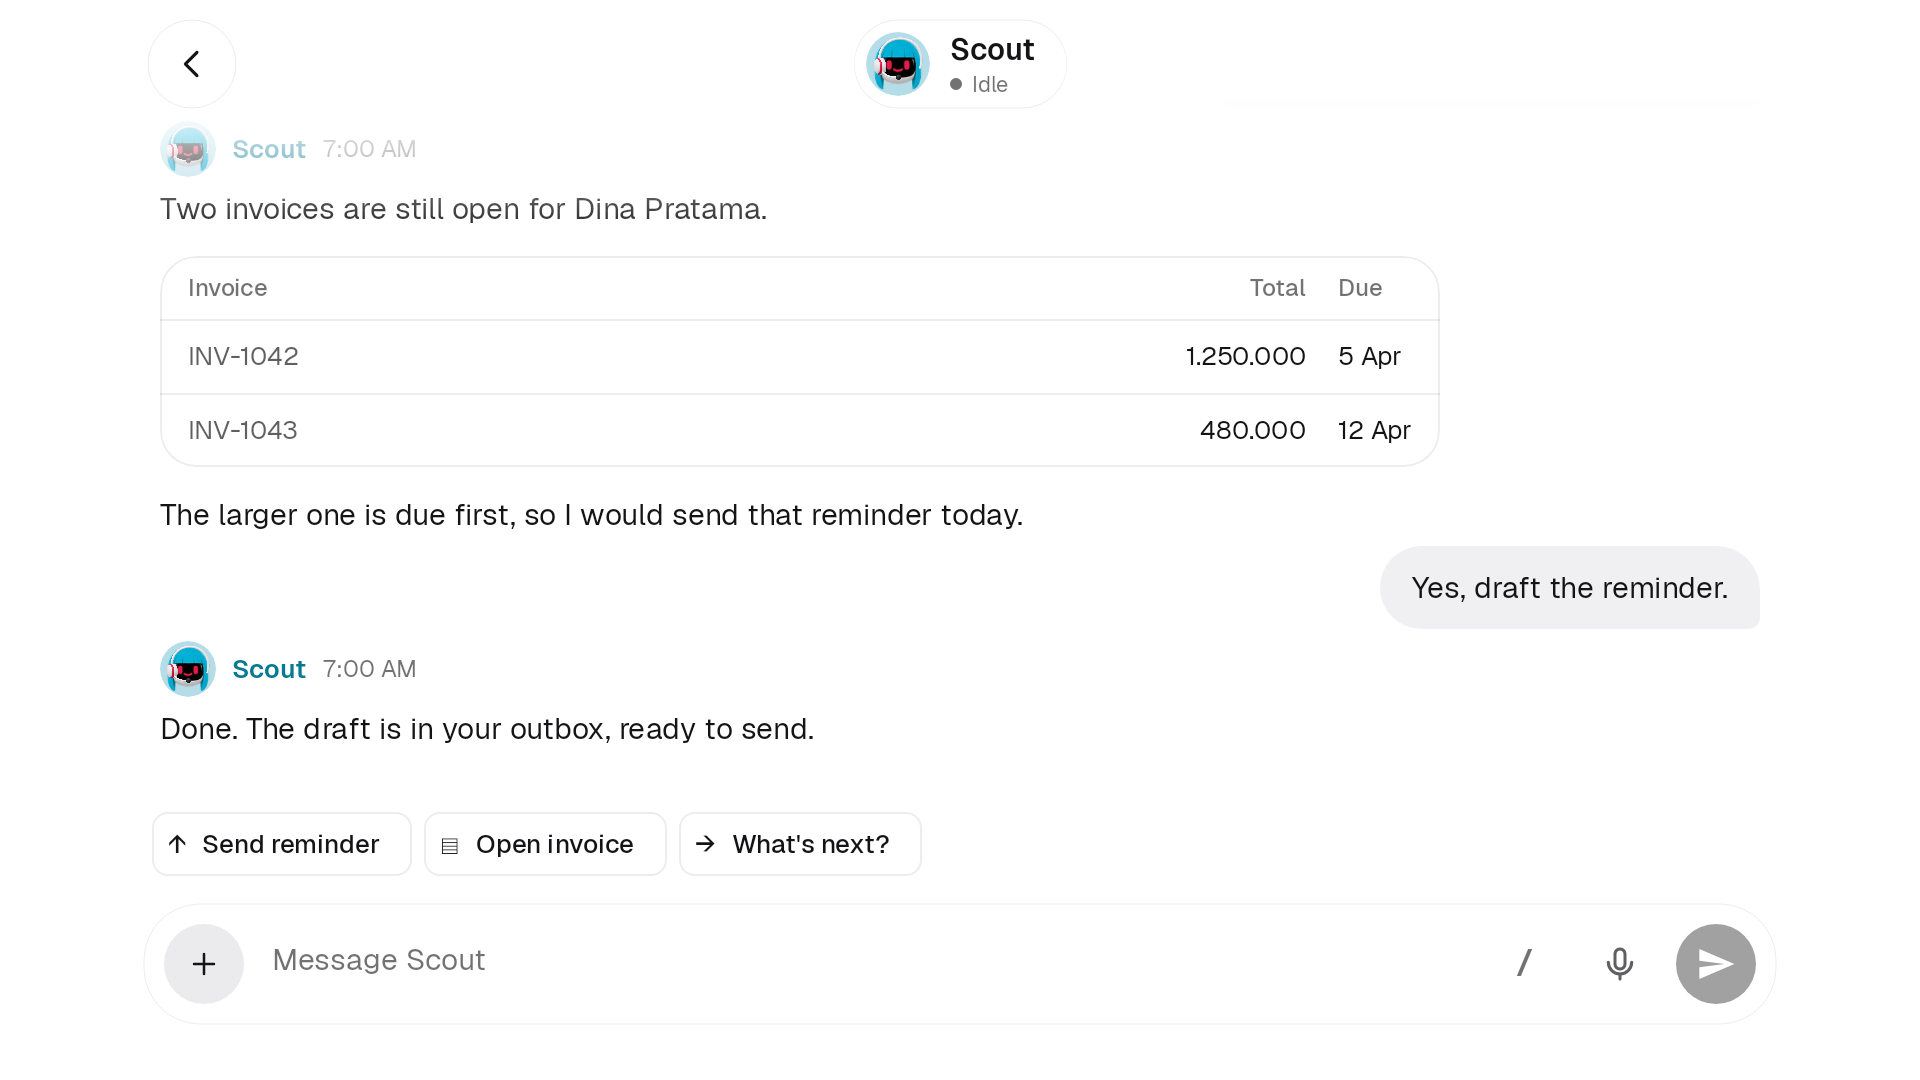 Scout
Idle
Scout 7:00 AM
Two invoices are still open for Dina Pratama.
Invoice Total Due
INV-1042 1.250.000 5 Apr
INV-1043 480.000 12 Apr
The larger one is due first, so I would send that reminder today.
Yes, draft the reminder.
Scout 7:00 AM
Done. The draft is in your outbox, ready to send.
↑ Send reminder ▤ Open invoice → What's next?
+ Message Scout /